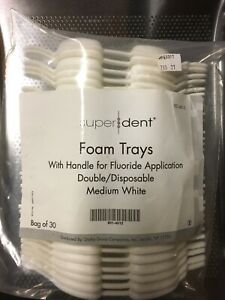 superdent
Foam Trays
With Handle for Fluoride Application
Double/Disposable
Medium White
Bag of 30